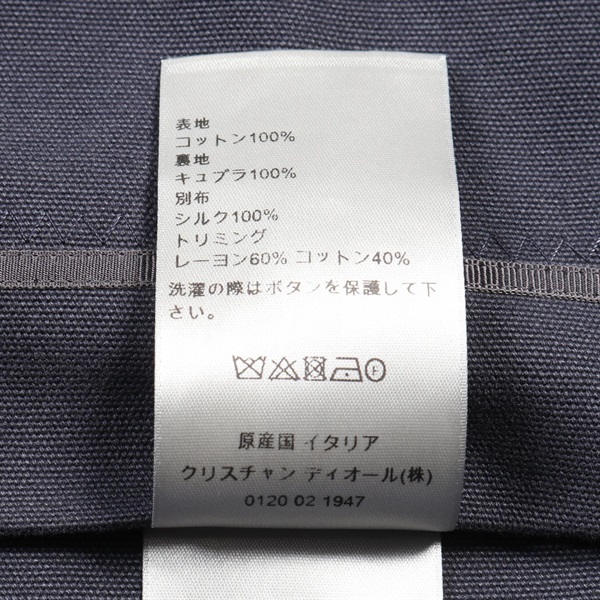 表地
コットン100%
裏地
キュプラ100%
別布
シルク100%
トリミング
レーヨン60% コットン40%
洗濯の際はボタンを保護して下
さい。
F
原産国 イタリア
クリスチャン ディオール(株)
0120 02 1947